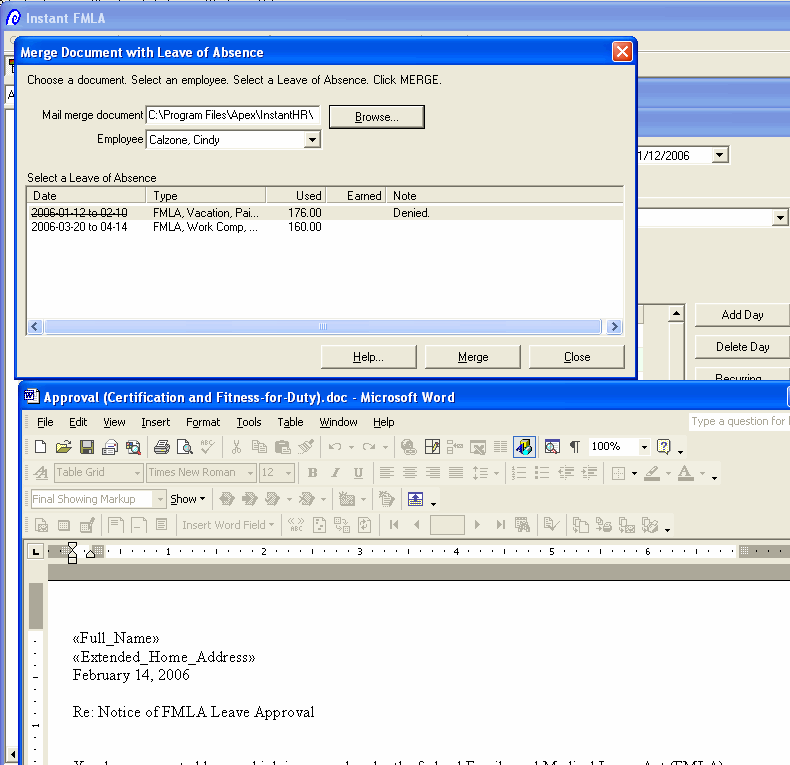 Instant FMLA
Merge Document with Leave of Absence
Choose a document. Select an employee. Select a Leave of Absence. Click MERGE.
Mail merge document C:\Program Files\Apex\InstantHR\ Browse...
Employee Calzone, Cindy
1/12/2006
Select a Leave of Absence
Date Type Used Earned Note
2006-01-12 to 02-10 FMLA, Vacation, Pai... 176.00 Denied.
2006-03-20 to 04-14 FMLA, Work Comp, ... 160.00
Add Day
Delete Day
Help... Merge Close
Recurring
Approval (Certification and Fitness-for-Duty).doc - Microsoft Word
File Edit View Insert Format Tools Table Window Help
Type a question for
100%
Table Grid Times New Roman 12 B I U
Final Showing Markup Show
Insert Word Field
1 2 3 4 5 6
«Full_Name»
«Extended_Home_Address»
February 14, 2006
Re: Notice of FMLA Leave Approval